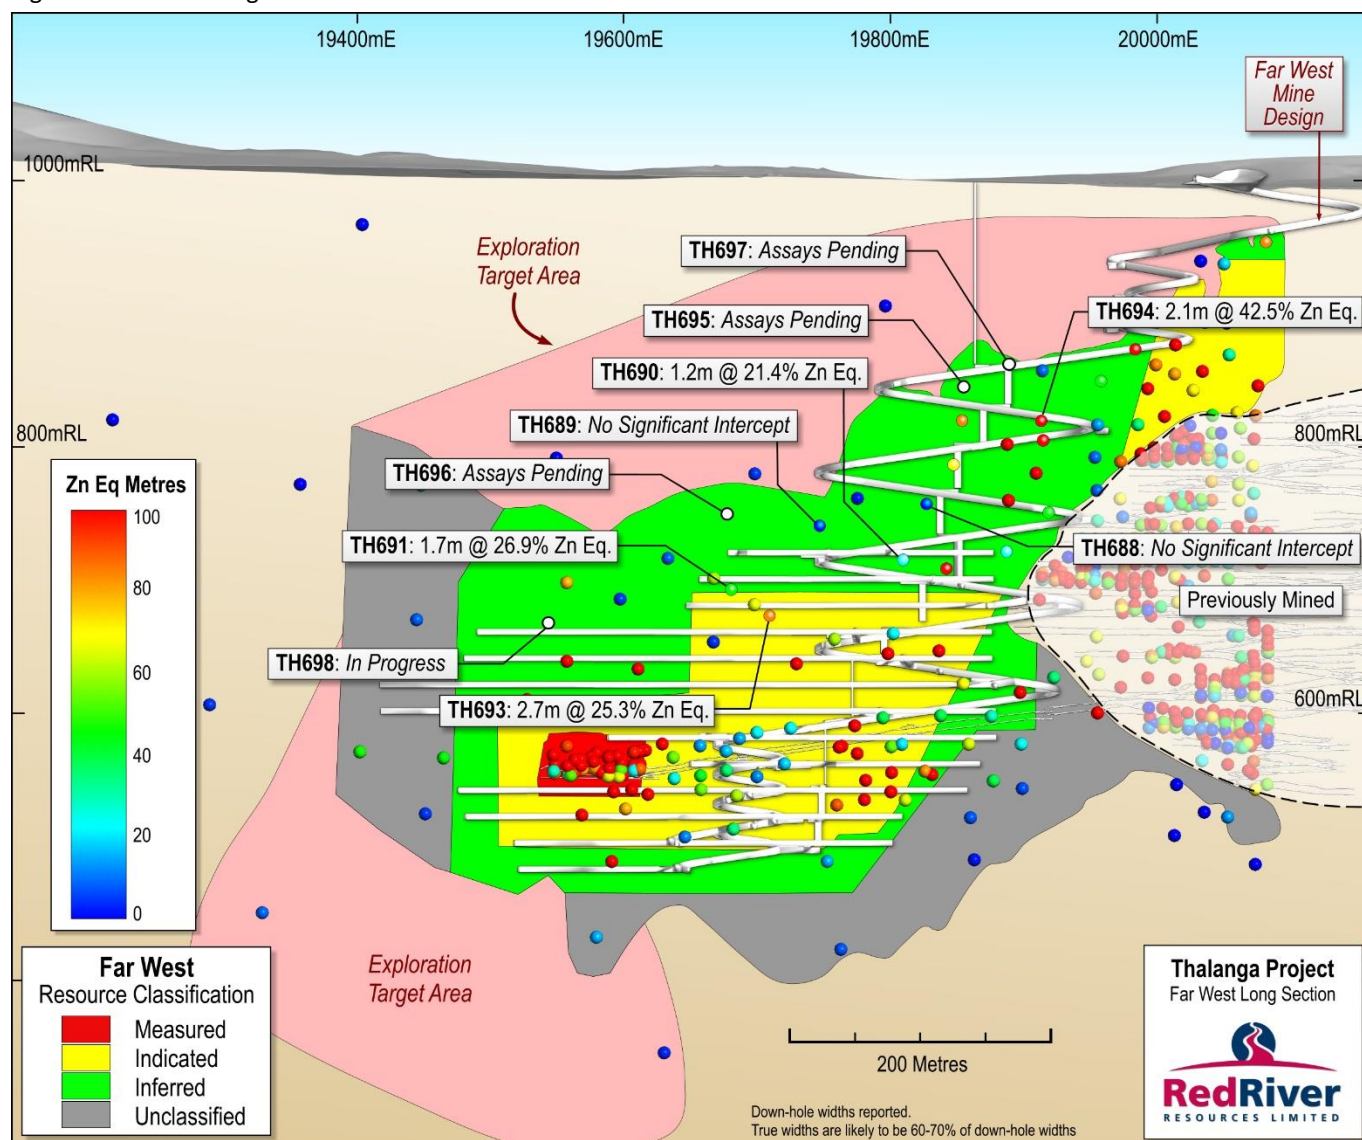 19400mE
19600mE
19800mE
20000mE
Far West
Mine
Design
1000mRL
Exploration
Target Area
TH697: Assays Pending
TH695: Assays Pending
TH694: 2.1m @ 42.5% Zn Eq.
TH690: 1.2m @ 21.4% Zn Eq.
TH689: No Significant Intercept
800mRL
800mRL
TH696: Assays Pending
Zn Eq Metres
100
80
60
40
20
0
TH691: 1.7m @ 26.9% Zn Eq.
TH688: No Significant Intercept
Previously Mined
TH698: In Progress
600mRL
TH693: 2.7m @ 25.3% Zn Eq.
Exploration
Target Area
Far West
Resource Classification
Measured
Indicated
Inferred
Unclassified
200 Metres
Down-hole widths reported.
True widths are likely to be 60-70% of down-hole widths
Thalanga Project
Far West Long Section
RedRiver
RESOURCES LIMITED